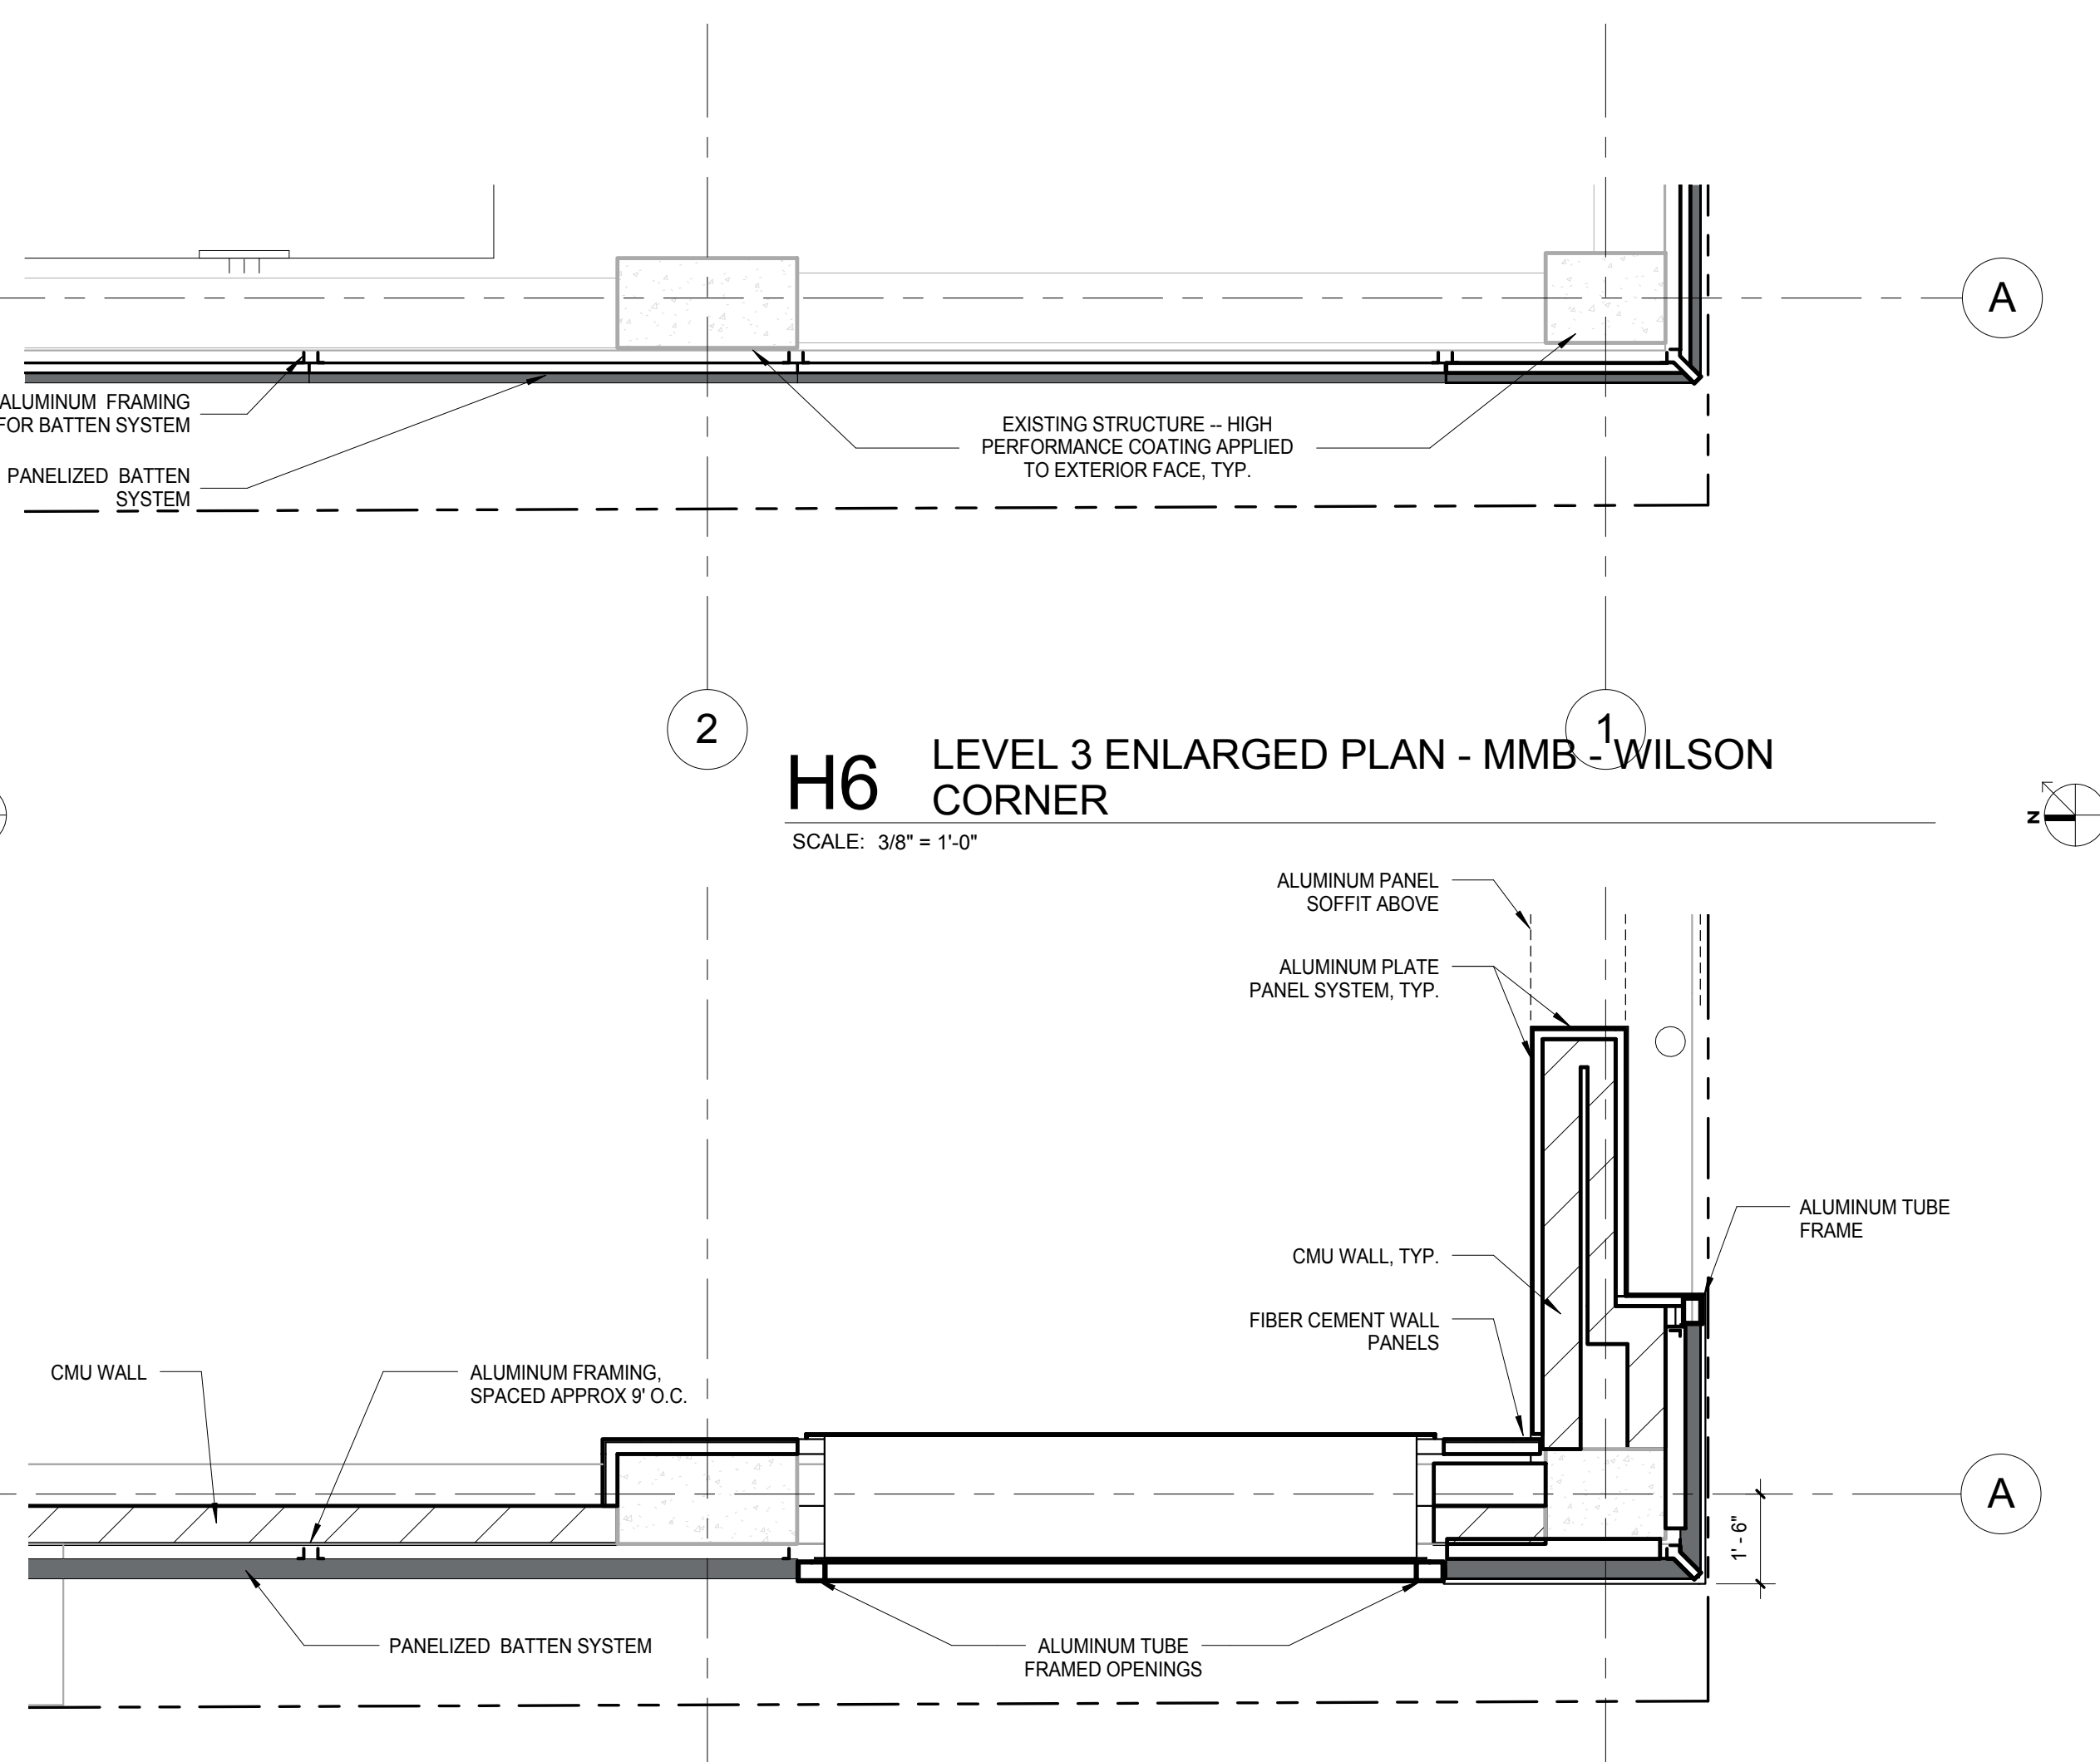 A
ALUMINUM FRAMING
FOR BATTEN SYSTEM
PANELIZED BATTEN
SYSTEM
EXISTING STRUCTURE -- HIGH
PERFORMANCE COATING APPLIED
TO EXTERIOR FACE, TYP.
2
1
H6
LEVEL 3 ENLARGED PLAN - MMB - WILSON
CORNER
SCALE: 3/8" = 1'-0"
N
ALUMINUM PANEL
SOFFIT ABOVE
ALUMINUM PLATE
PANEL SYSTEM, TYP.
ALUMINUM TUBE
FRAME
CMU WALL, TYP.
FIBER CEMENT WALL
PANELS
CMU WALL
ALUMINUM FRAMING,
SPACED APPROX 9' O.C.
A
1' - 6"
PANELIZED BATTEN SYSTEM
ALUMINUM TUBE
FRAMED OPENINGS